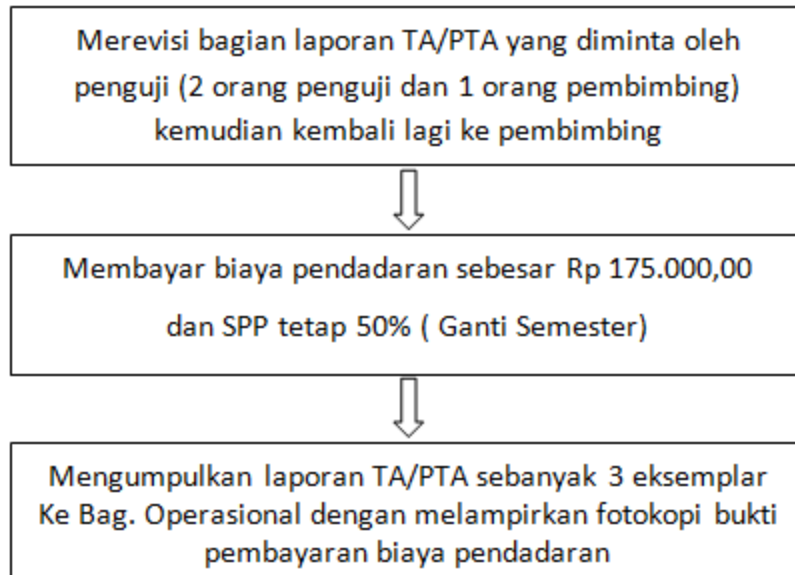 Merevisi bagian laporan TA/PTA yang diminta oleh
penguji (2 orang penguji dan 1 orang pembimbing)
kemudian kembali lagi ke pembimbing
Membayar biaya pendadaran sebesar Rp 175.000,00
dan SPP tetap 50% ( Ganti Semester)
Mengumpulkan laporan TA/PTA sebanyak 3 eksemplar
Ke Bag. Operasional dengan melampirkan fotokopi bukti
pembayaran biaya pendadaran